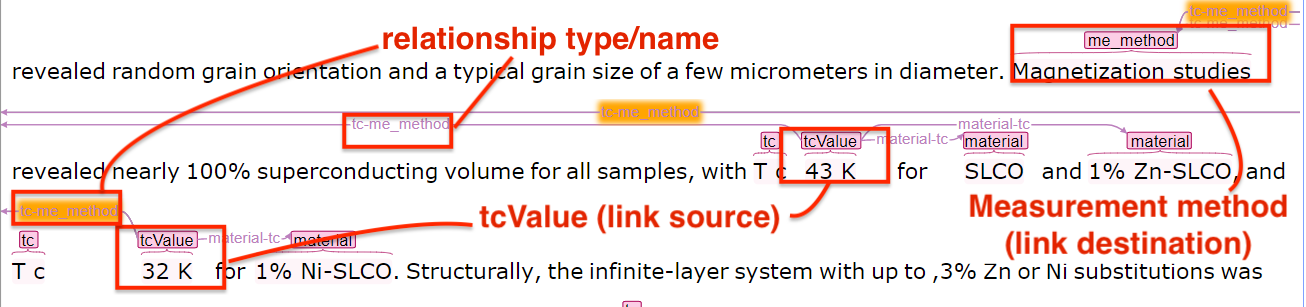 tc-me_method
relationship type/name
tc-me_method
me_method
revealed random grain orientation and a typical grain size of a few micrometers in diameter. Magnetization studies
tc-me_method
tc-me_method
material-tc
tc tcValue material-tc material material
revealed nearly 100% superconducting volume for all samples, with T c 43 K for SLCO and 1% Zn-SLCO, and
tc-me_method
tcValue (link source)
Measurement method
(link destination)
tc tcValue material-tc material
T c 32 K for 1% Ni-SLCO. Structurally, the infinite-layer system with up to ,3% Zn or Ni substitutions was